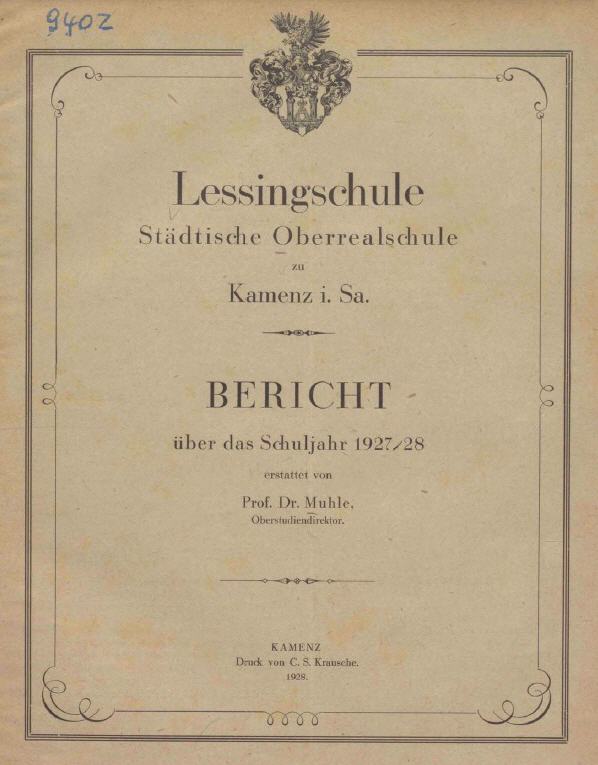 9402
Lessingschule
Städtische Oberrealschule
zu
Kamenz i. Sa.
BERICHT
über das Schuljahr 1927/28
erstattet von
Prof. Dr. Muhle,
Oberstudiendirektor.
KAMENZ
Druck von C. S. Krausche.
1928.